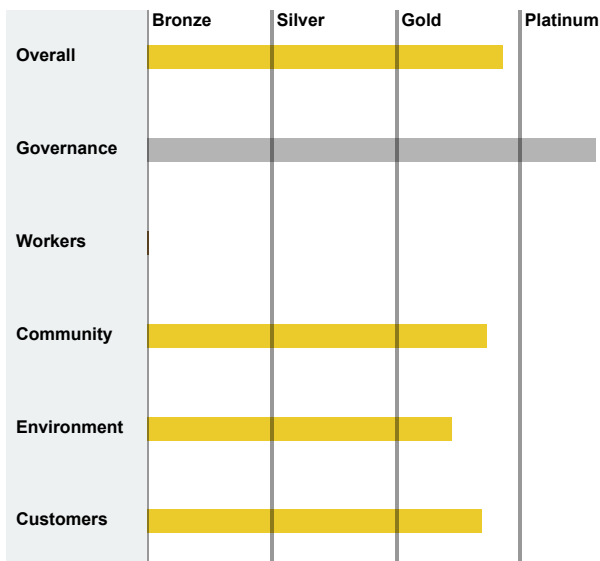 Bronze Silver Gold Platinum
Overall
Governance
Workers
Community
Environment
Customers